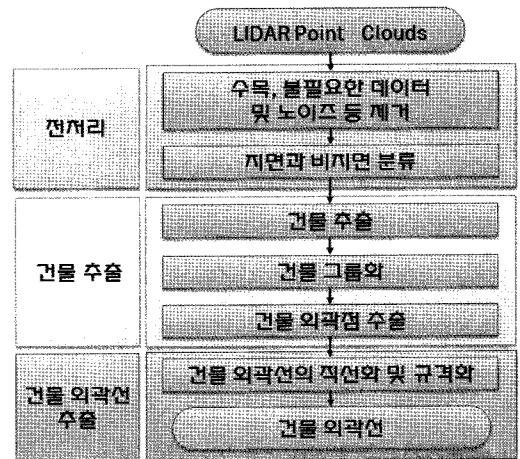 LIDAR Point Clouds
전처리
수목, 불필요한 데이터
및 노이즈 등 제거
지면과 비지면 분류
건물 추출
건물 추출
건물 그룹화
건물 외곽점 추출
건물 외곽선
추출
건물 외곽선의 직선화 및 규격화
건물 외곽선